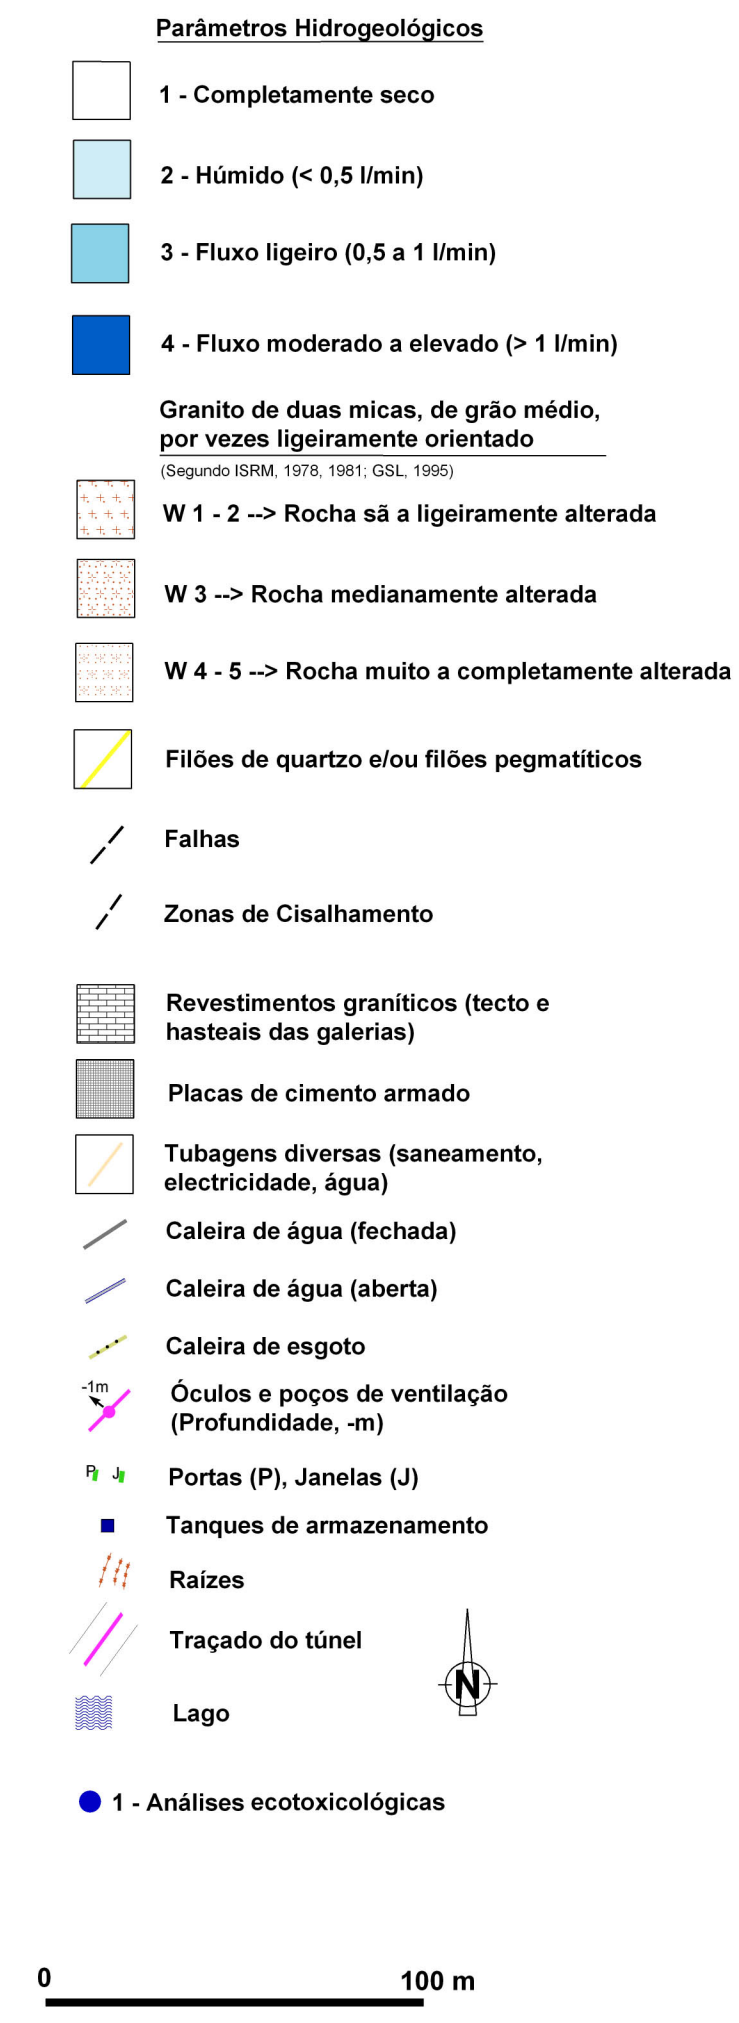 Parâmetros Hidrogeológicos
1 - Completamente seco
2 - Húmido (< 0,5 l/min)
3 - Fluxo ligeiro (0,5 a 1 l/min)
4 - Fluxo moderado a elevado (> 1 l/min)
Granito de duas micas, de grão médio,
por vezes ligeiramente orientado
(Segundo ISRM, 1978, 1981; GSL, 1995)
W 1 - 2 --> Rocha sã a ligeiramente alterada
W 3 --> Rocha medianamente alterada
W 4 - 5 --> Rocha muito a completamente alterada
Filões de quartzo e/ou filões pegmatíticos
Falhas
Zonas de Cisalhamento
Revestimentos graníticos (tecto e
hasteais das galerias)
Placas de cimento armado
Tubagens diversas (saneamento,
electricidade, água)
Caleira de água (fechada)
Caleira de água (aberta)
Caleira de esgoto
-1m
Óculos e poços de ventilação
(Profundidade, -m)
P J
Portas (P), Janelas (J)
Tanques de armazenamento
Raízes
Traçado do túnel
N
Lago
1 - Análises ecotoxicológicas
0 100 m